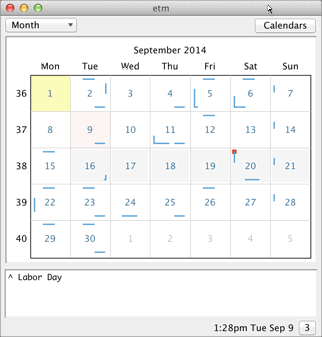 etm
Month Calendars
September 2014
Mon Tue Wed Thu Fri Sat Sun
36 1 2 3 4 5 6 7
37 8 9 10 11 12 13 14
38 15 16 17 18 19 20 21
39 22 23 24 25 26 27 28
40 29 30 1 2 3 4 5
^ Labor Day
1:28pm Tue Sep 9 3